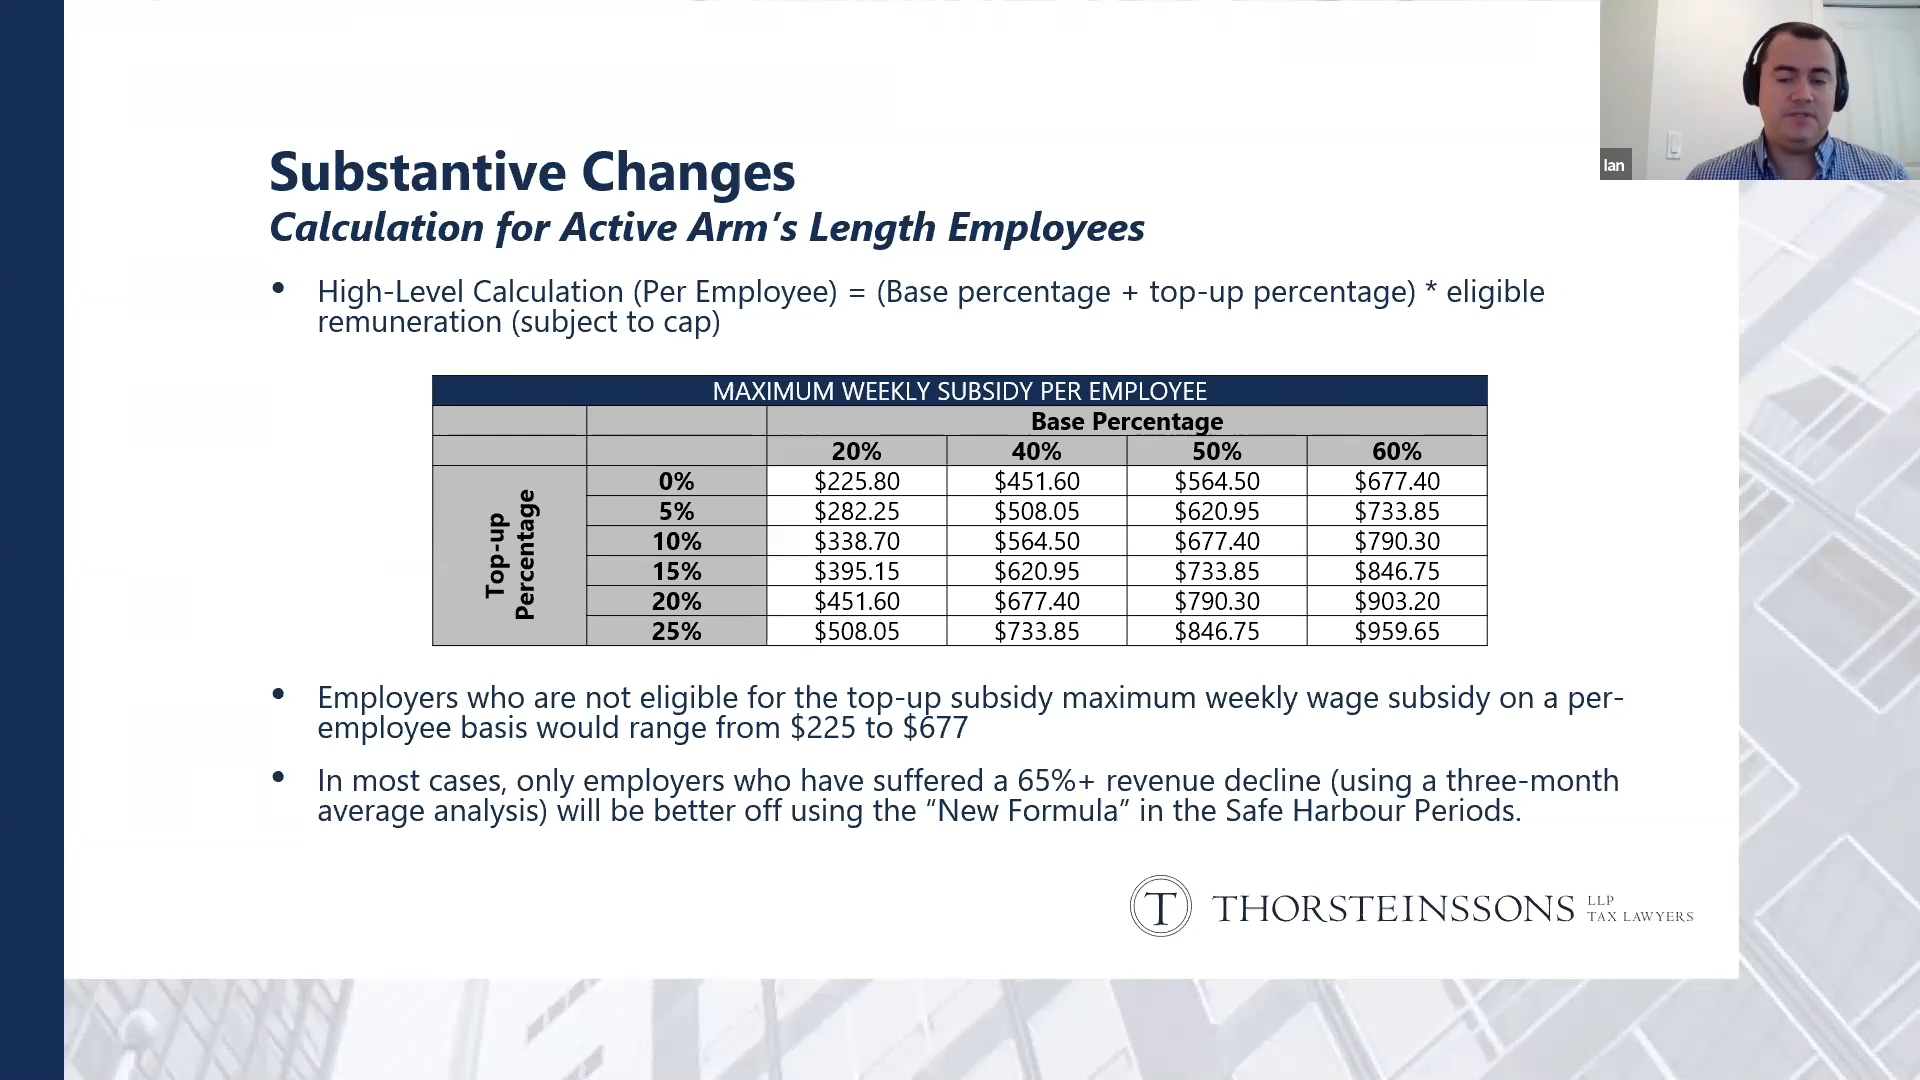 Ian
Substantive Changes
Calculation for Active Arm’s Length Employees
• High-Level Calculation (Per Employee) = (Base percentage + top-up percentage) * eligible
remuneration (subject to cap)
MAXIMUM WEEKLY SUBSIDY PER EMPLOYEE
Base Percentage
20% 40% 50% 60%
Top-up
Percentage
0% $225.80 $451.60 $564.50 $677.40
5% $282.25 $508.05 $620.95 $733.85
10% $338.70 $564.50 $677.40 $790.30
15% $395.15 $620.95 $733.85 $846.75
20% $451.60 $677.40 $790.30 $903.20
25% $508.05 $733.85 $846.75 $959.65
• Employers who are not eligible for the top-up subsidy maximum weekly wage subsidy on a per-
employee basis would range from $225 to $677
• In most cases, only employers who have suffered a 65%+ revenue decline (using a three-month
average analysis) will be better off using the “New Formula” in the Safe Harbour Periods.
T THORSTEINSSONS LLP
TAX LAWYERS